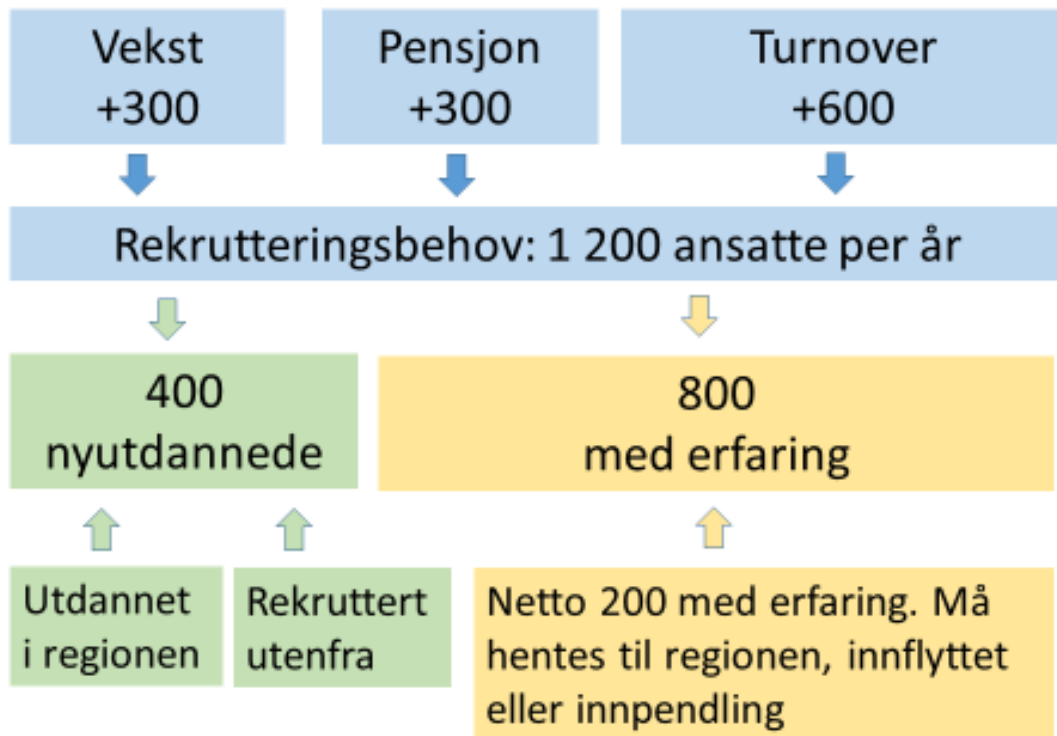 Vekst
+300
Pensjon
+300
Turnover
+600
Rekrutteringsbehov: 1 200 ansatte per år
400
nyutdannede
800
med erfaring
Utdannet
i regionen
Rekruttert
utenfra
Netto 200 med erfaring. Må
hentes til regionen, innflyttet
eller innpendling